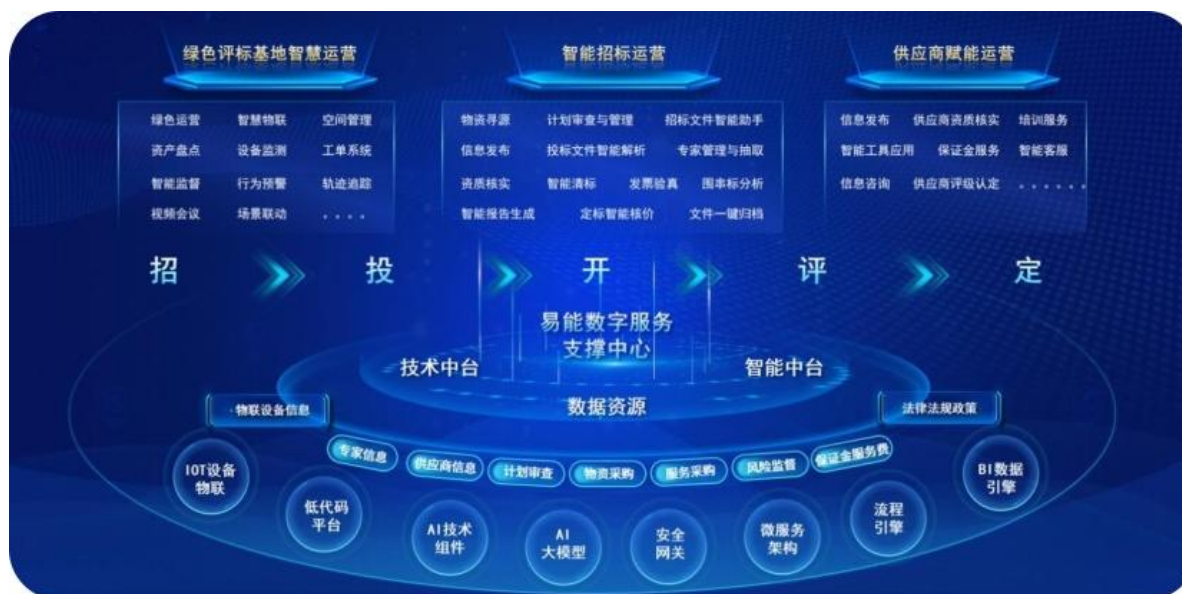 绿色评标基地智慧运营
智能招标运营
供应商赋能运营
绿色运营 智慧物联 空间管理
资产盘点 设备监测 工单系统
智能监督 行为预警 轨迹追踪
视频会议 场景联动 ....
物资寻源 计划审查与管理 招标文件智能助手
信息发布 投标文件智能解析 专家管理与抽取
资质核实 智能清标 发票验真 围串标分析
智能报告生成 定标智能核价 文件一键归档
信息发布 供应商资质核实 培训服务
智能工具应用 保证金服务 智能客服
信息咨询 供应商评级认定 ......
招 投 开 评 定
易能数字服务
支撑中心
技术中台
智能中台
数据资源
物联设备信息
法律法规政策
专家信息 供应商信息 计划审查 物资采购 服务采购 风险监督 保证金服务费
IOT设备
物联
低代码
平台
AI技术
组件
AI
大模型
安全
网关
微服务
架构
流程
引擎
BI数据
引擎